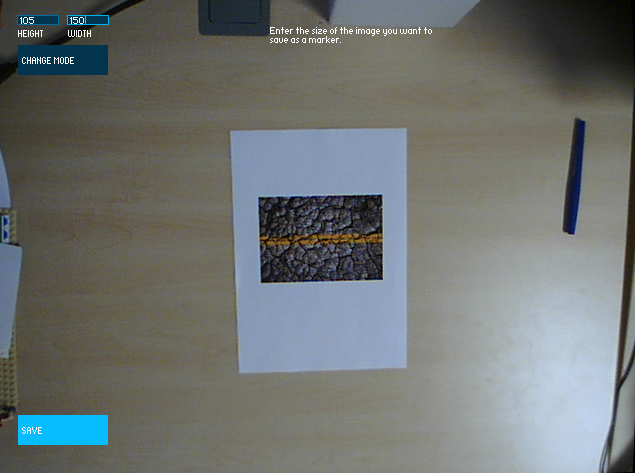 105 150
HEIGHT WIDTH
Enter the size of the image you want to
save as a marker.
CHANGE MODE
SAVE